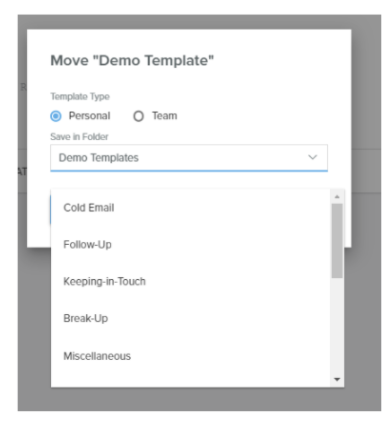 Move "Demo Template"
Template Type
Personal Team
Save in Folder
Demo Templates
AT
Cold Email
Follow-Up
Keeping-in-Touch
Break-Up
Miscellaneous